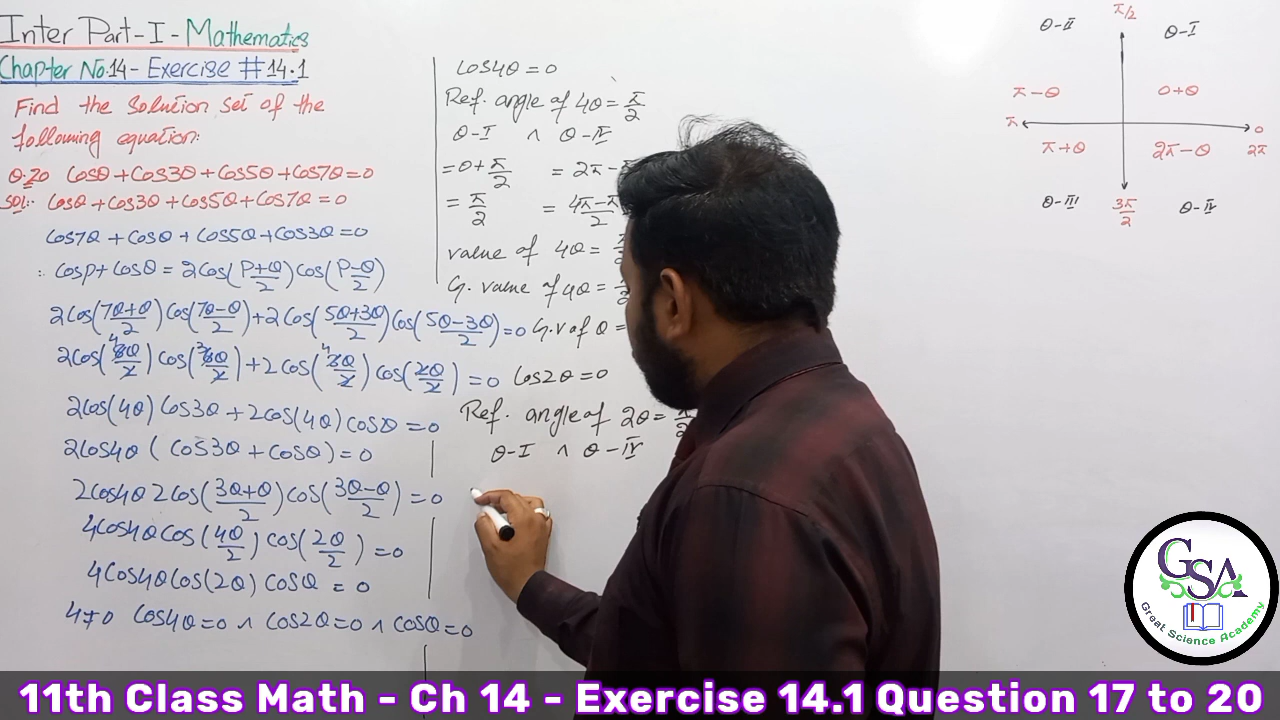 Inter Part-I-Mathematics
Chapter No.14- Exercise #14.1
Find the Solution set of the
following equation:
Q.20 Cosθ+Cos3θ+Cos5θ+Cos7θ=0
Sol:- Cosθ+Cos3θ+Cos5θ+Cos7θ=0
Cos7θ+Cosθ+Cos5θ+Cos3θ=0
∵ CosP+CosQ=2Cos(P+Q/2)Cos(P-Q/2)
2Cos(7θ+θ/2)Cos(7θ-θ/2)+2Cos(5θ+3θ/2)Cos(5θ-3θ/2)=0
2Cos(8θ/2)Cos(6θ/2)+2Cos(8θ/2)Cos(2θ/2)=0
2Cos(4θ)Cos3θ+2Cos(4θ)Cosθ=0
2Cos4θ(Cos3θ+Cosθ)=0
2Cos4θ2Cos(3θ+θ/2)Cos(3θ-θ/2)=0
4Cos4θCos(4θ/2)Cos(2θ/2)=0
4Cos4θCos(2θ)Cosθ=0
4≠0 Cos4θ=0 ∧ Cos2θ=0 ∧ Cosθ=0
Cos4θ=0
Ref. angle of 4θ=π/2
θ-I ∧ θ-IV
=0+π/2 =2π-
=π/2 =4π-π/2
value of 4θ=
G. value of 4θ=
G.v of θ=
Cos2θ=0
Ref. angle of 2θ=π/2
θ-I ∧ θ-IV
π/2
θ-II θ-I
π-θ 0+θ
π 0
2π
π+θ 2π-θ
θ-III 3π/2 θ-IV
GSA
Great Science Academy
11th Class Math - Ch 14 - Exercise 14.1 Question 17 to 20